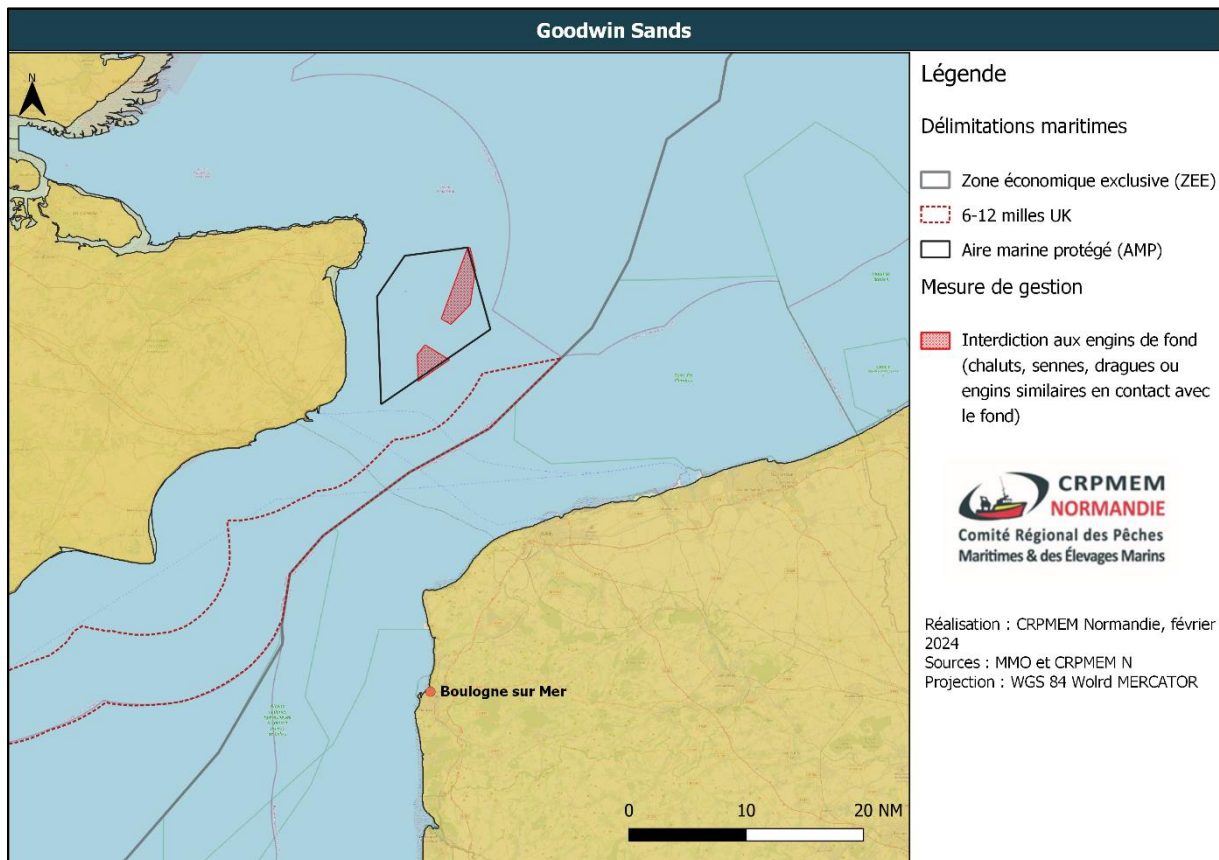 Goodwin Sands
N
Légende
Délimitations maritimes
Zone économique exclusive (ZEE)
6-12 milles UK
Aire marine protégé (AMP)
Mesure de gestion
Interdiction aux engins de fond
(chaluts, sennes, dragues ou
engins similaires en contact avec
le fond)
CRPMEM
NORMANDIE
Comité Régional des Pêches
Maritimes & des Élevages Marins
Réalisation : CRPMEM Normandie, février
2024
Sources : MMO et CRPMEM N
Projection : WGS 84 Wolrd MERCATOR
Boulogne sur Mer
0 10 20 NM